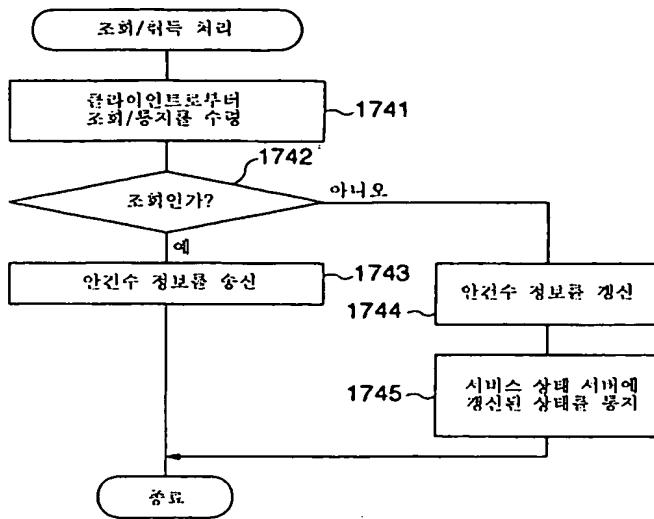 조회/취득 처리
클라이언트로부터
조회/통지를 수령
1741
1742
조회인가?
아니오
예
안건수 정보를 송신
1743
안건수 정보를 갱신
1744
서비스 상태 서버에
갱신된 상태를 통지
1745
종료